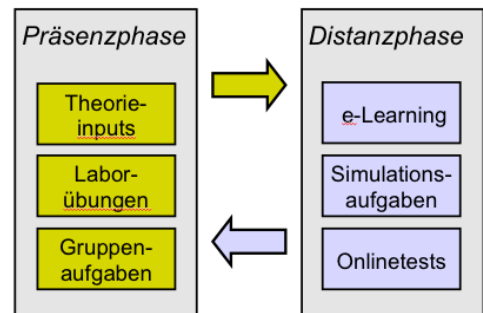 Präsenzphase
Theorie-
inputs
Labor-
übungen
Gruppen-
aufgaben
Distanzphase
e-Learning
Simulations-
aufgaben
Onlinetests